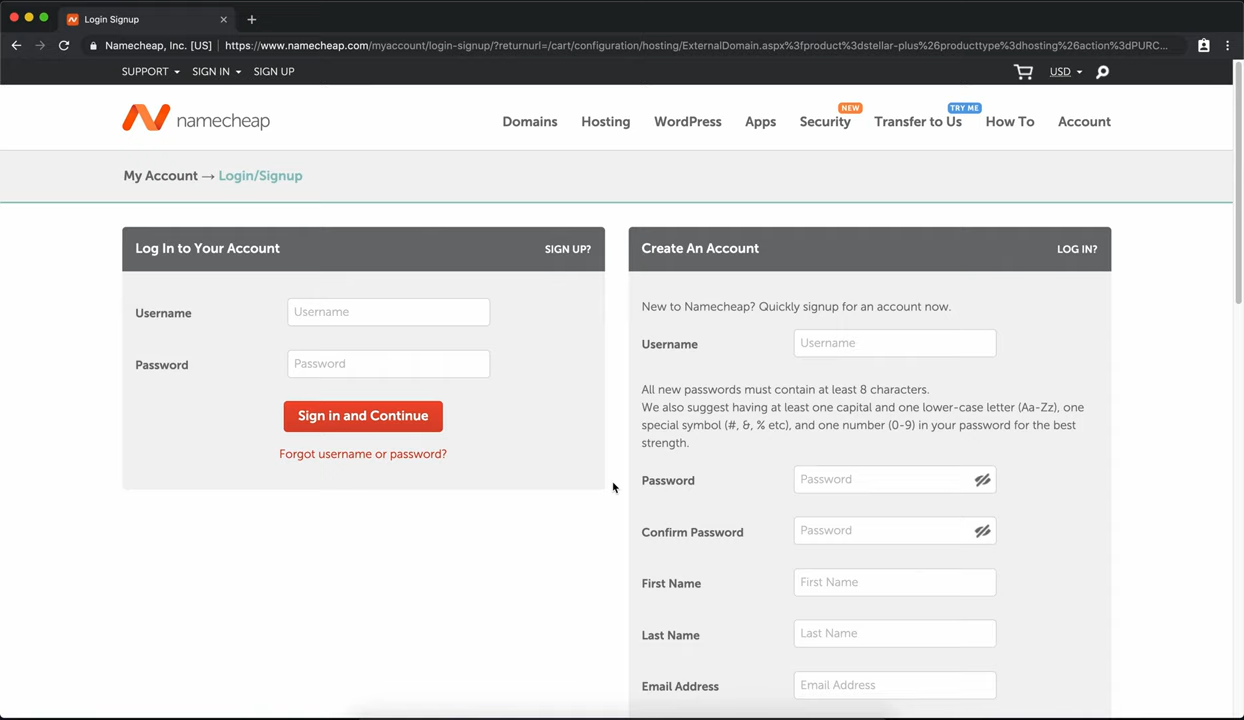 Login Signup
Namecheap, Inc. [US] https://www.namecheap.com/myaccount/login-signup/?returnurl=/cart/configuration/hosting/ExternalDomain.aspx%3fproduct%3dstellar-plus%26producttype%3dhosting%26action%3dPURC...
SUPPORT SIGN IN SIGN UP USD
NEW TRY ME
namecheap Domains Hosting WordPress Apps Security Transfer to Us How To Account
My Account → Login/Signup
Log In to Your Account SIGN UP?
Username Username
Password Password
Sign in and Continue
Forgot username or password?
Create An Account LOG IN?
New to Namecheap? Quickly signup for an account now.
Username Username
All new passwords must contain at least 8 characters.
We also suggest having at least one capital and one lower-case letter (Aa-Zz), one
special symbol (#, &, % etc), and one number (0-9) in your password for the best
strength.
Password Password
Confirm Password Password
First Name First Name
Last Name Last Name
Email Address Email Address